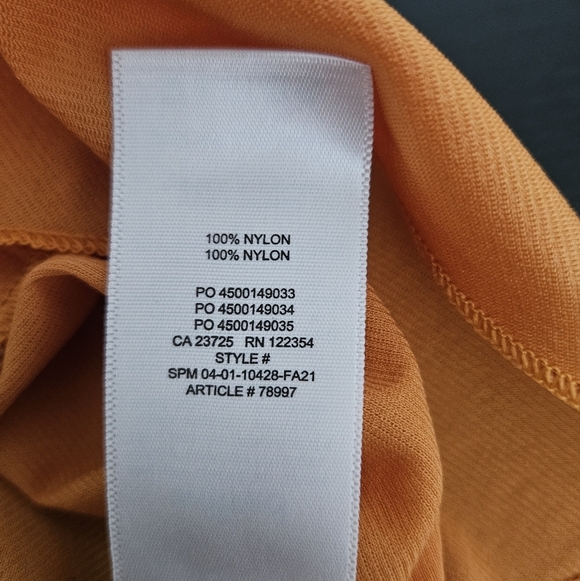 100% NYLON
100% NYLON
PO 4500149033
PO 4500149034
PO 4500149035
CA 23725 RN 122354
STYLE #
SPM 04-01-10428-FA21
ARTICLE # 78997